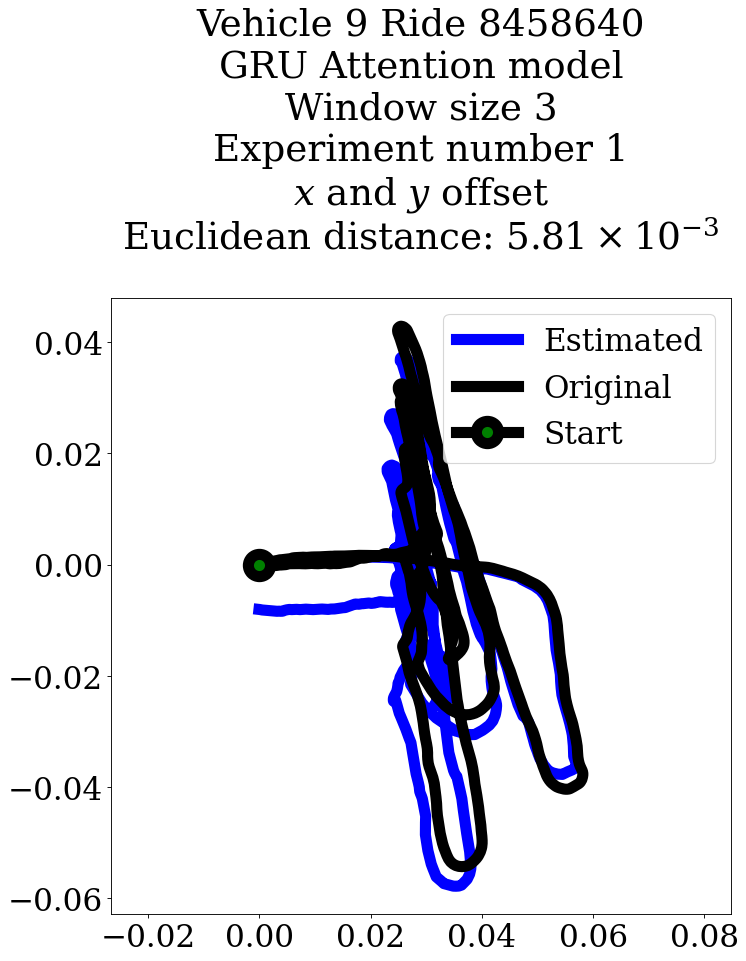 Vehicle 9 Ride 8458640
GRU Attention model
Window size 3
Experiment number 1
x and y offset
Euclidean distance: 5.81 × 10⁻³
Estimated
Original
Start
0.04
0.02
0.00
−0.02
−0.04
−0.06
−0.02 0.00 0.02 0.04 0.06 0.08